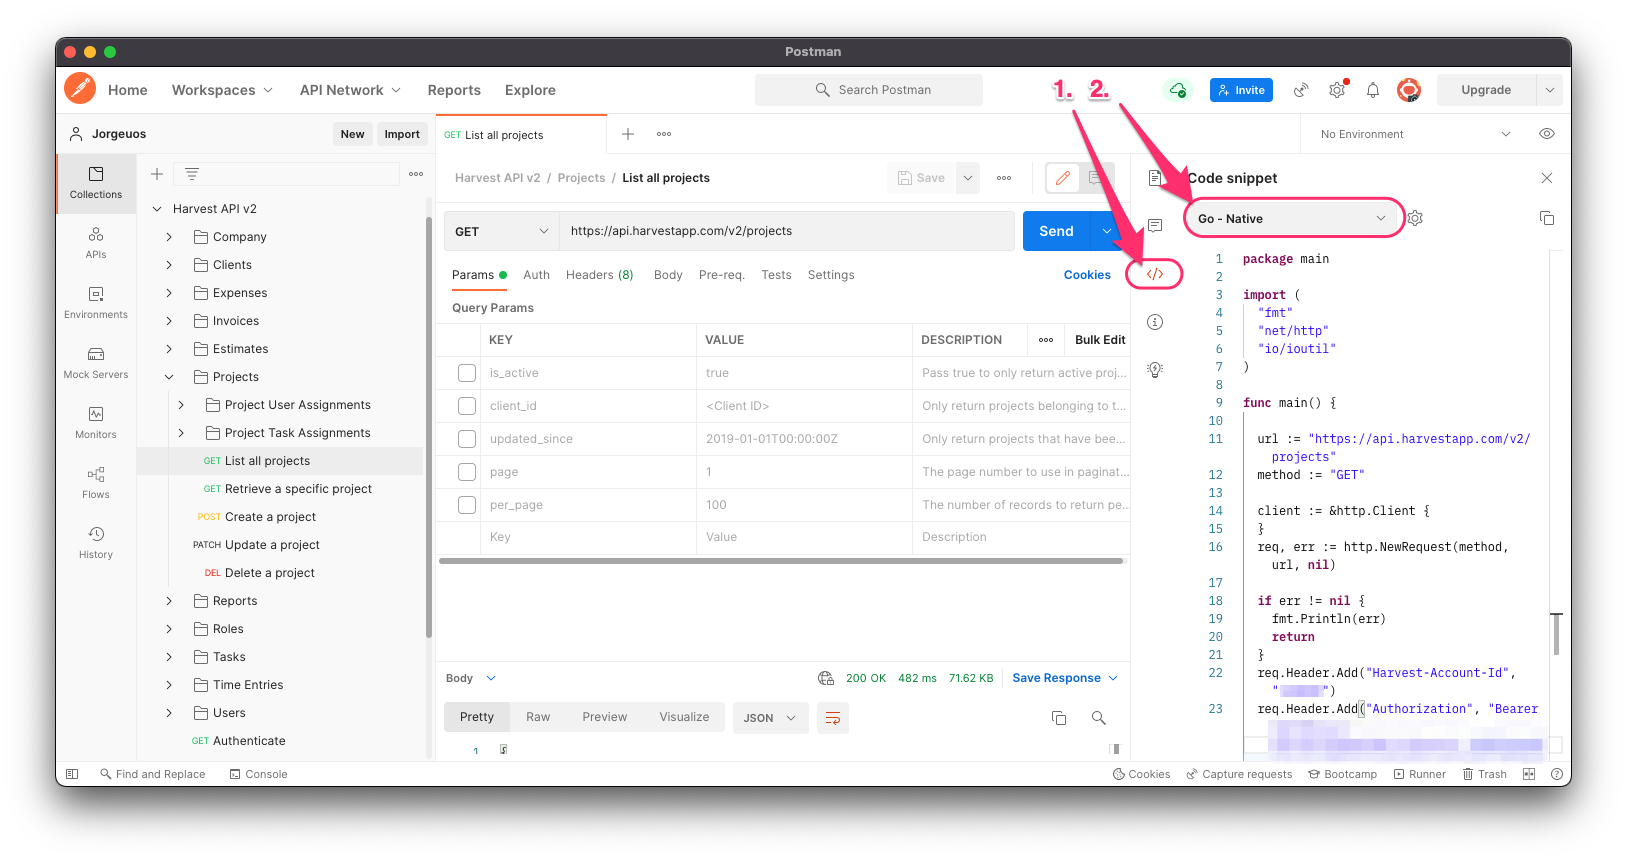 Postman
Home
Workspaces
API Network
Reports
Explore
Search Postman
1.
2.
Invite
Upgrade
Jorgeuos
New
Import
GET List all projects
No Environment
Collections
APIs
Environments
Mock Servers
Monitors
Flows
History
Harvest API v2
Company
Clients
Expenses
Invoices
Estimates
Projects
Project User Assignments
Project Task Assignments
GET List all projects
GET Retrieve a specific project
POST Create a project
PATCH Update a project
DEL Delete a project
Reports
Roles
Tasks
Time Entries
Users
GET Authenticate
Harvest API v2 / Projects / List all projects
Save
GET
https://api.harvestapp.com/v2/projects
Send
Params
Auth
Headers (8)
Body
Pre-req.
Tests
Settings
Cookies
Query Params
KEY VALUE DESCRIPTION Bulk Edit
is_active true Pass true to only return active proj...
client_id <Client ID> Only return projects belonging to t...
updated_since 2019-01-01T00:00:00Z Only return projects that have bee...
page 1 The page number to use in paginat...
per_page 100 The number of records to return pe...
Key Value Description
Body
200 OK 482 ms 71.62 KB
Save Response
Pretty
Raw
Preview
Visualize
JSON
1 {
</>
Code snippet
Go - Native
1 package main
2
3 import (
4 "fmt"
5 "net/http"
6 "io/ioutil"
7 )
8
9 func main() {
10
11 url := "https://api.harvestapp.com/v2/
projects"
12 method := "GET"
13
14 client := &http.Client {
15 }
16 req, err := http.NewRequest(method,
url, nil)
17
18 if err != nil {
19 fmt.Println(err)
20 return
21 }
22 req.Header.Add("Harvest-Account-Id",
" ")
23 req.Header.Add("Authorization", "Bearer
Find and Replace
Console
Cookies
Capture requests
Bootcamp
Runner
Trash